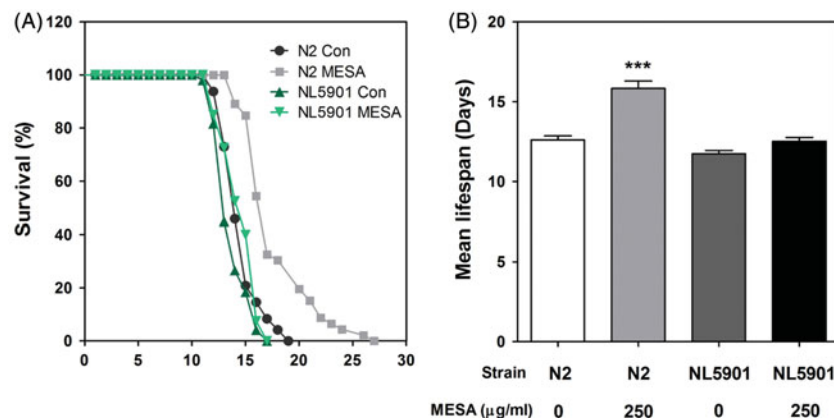 (A)
120
100
80
60
40
20
0
Survival (%)
N2 Con
N2 MESA
NL5901 Con
NL5901 MESA
0 5 10 15 20 25 30
(B)
20
15
10
5
0
Mean lifespan (Days)
***
Strain N2 N2 NL5901 NL5901
MESA (μg/ml) 0 250 0 250